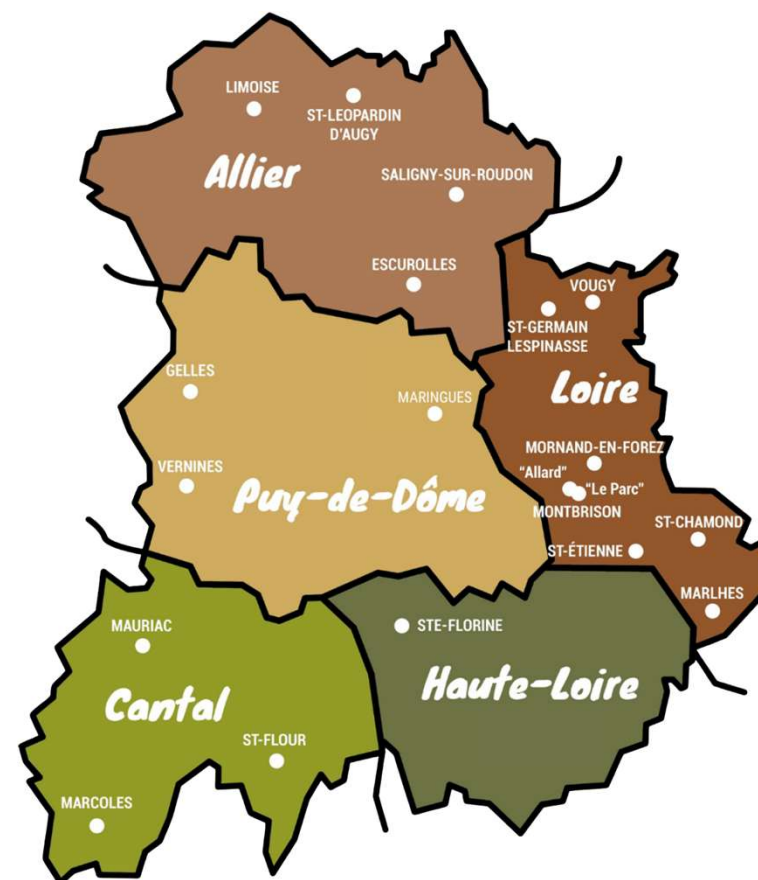 LIMOISE
ST-LEOPARDIN
D'AUGY
Allier
SALIGNY-SUR-ROUDON
ESCUROLLES
VOUGY
ST-GERMAIN
LESPINASSE
Loire
GELLES
MARINGUES
VERNINES
Puy-de-Dôme
MORNAND-EN-FOREZ
"Allard"
"Le Parc"
MONTBRISON
ST-CHAMOND
ST-ÉTIENNE
MARLHES
MAURIAC
STE-FLORINE
Cantal
Haute-Loire
ST-FLOUR
MARCOLES